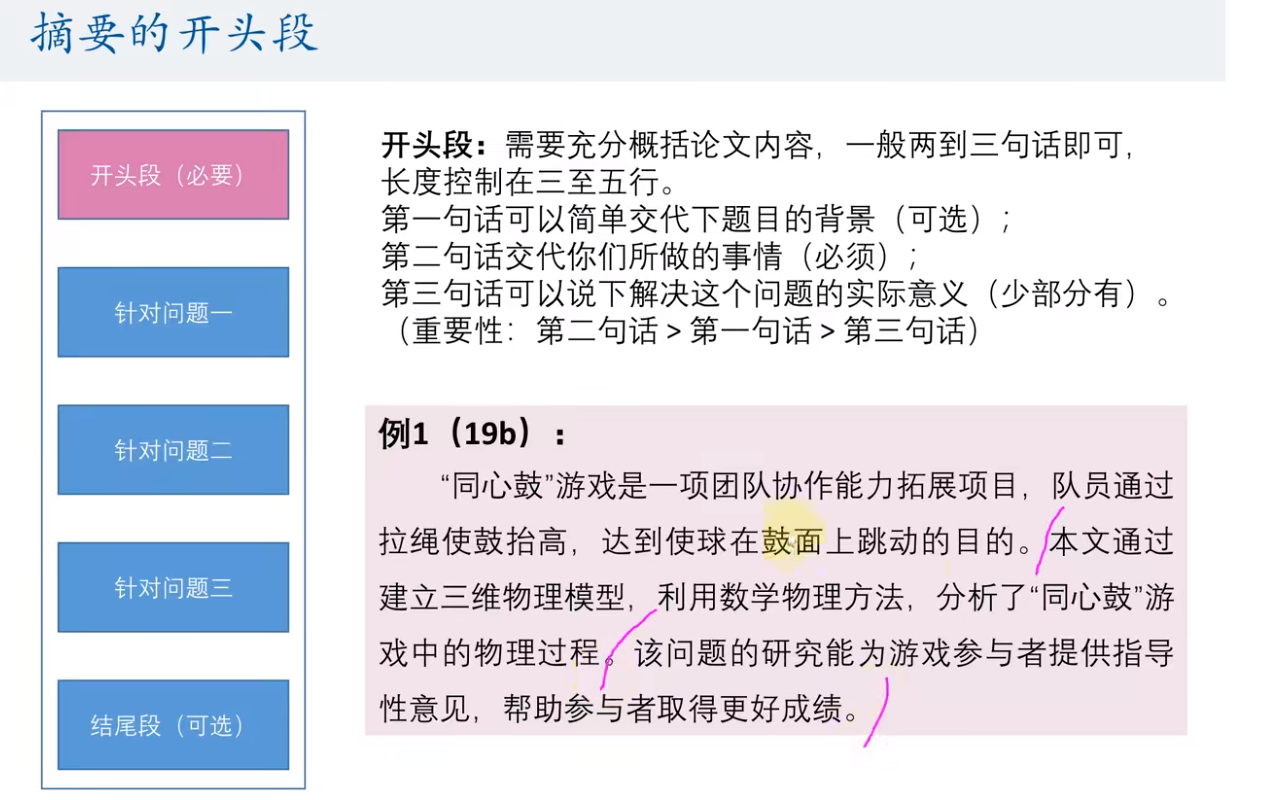 摘要的开头段
开头段（必要）
针对问题一
针对问题二
针对问题三
结尾段（可选）
开头段：需要充分概括论文内容，一般两到三句话即可，
长度控制在三至五行。
第一句话可以简单交代下题目的背景（可选）；
第二句话交代你们所做的事情（必须）；
第三句话可以说下解决这个问题的实际意义（少部分有）。
（重要性：第二句话 > 第一句话 > 第三句话）
例1（19b）：
“同心鼓”游戏是一项团队协作能力拓展项目，队员通过
拉绳使鼓抬高，达到使球在鼓面上跳动的目的。本文通过
建立三维物理模型，利用数学物理方法，分析了“同心鼓”游
戏中的物理过程。该问题的研究能为游戏参与者提供指导
性意见，帮助参与者取得更好成绩。